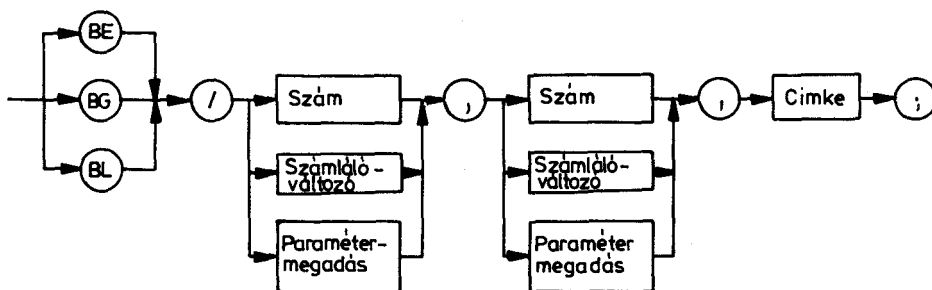 BE
BG
BL
/
Szám
Számláló-
változó
Paraméter-
megadás
,
Szám
Számláló-
változó
Paraméter
megadás
,
Cimke
;